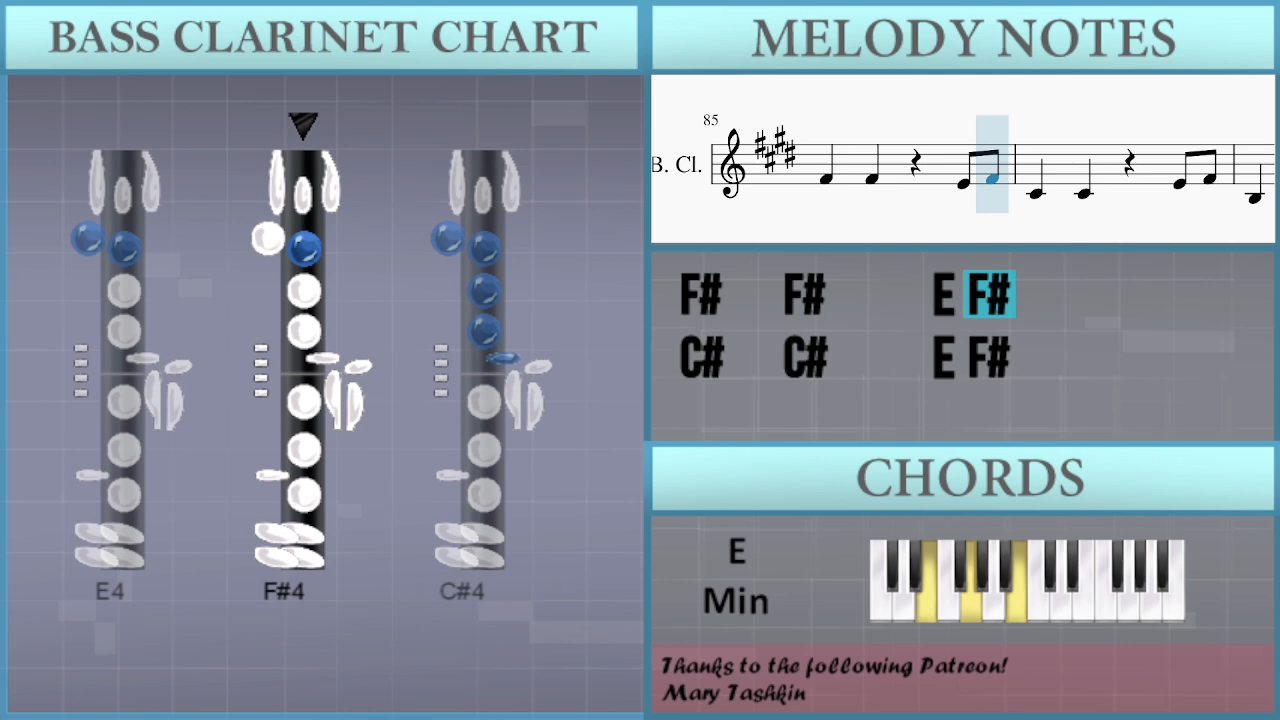 BASS CLARINET CHART
E4 F#4 C#4
MELODY NOTES
85
B. Cl.
F# F# E F#
C# C# E F#
CHORDS
E
Min
Thanks to the following Patreon!
Mary Tashkin